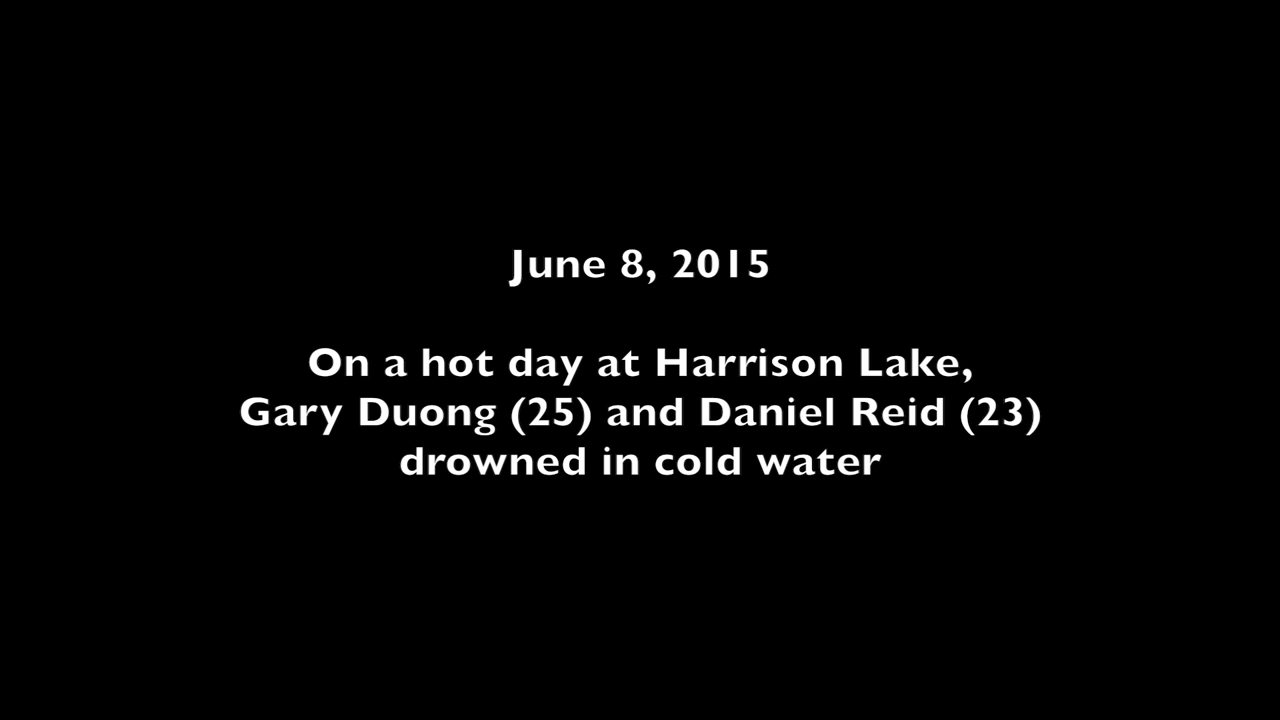 June 8, 2015
On a hot day at Harrison Lake,
Gary Duong (25) and Daniel Reid (23)
drowned in cold water